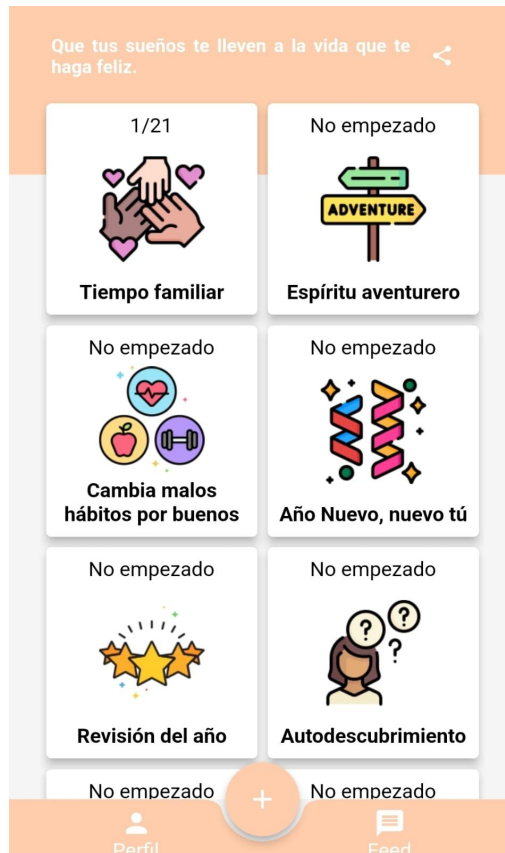 Que tus sueños te lleven a la vida que te
haga feliz.
1/21
No empezado
ADVENTURE
Tiempo familiar
Espíritu aventurero
No empezado
No empezado
Cambia malos
hábitos por buenos
Año Nuevo, nuevo tú
No empezado
No empezado
?
?
?
Revisión del año
Autodescubrimiento
No empezado
No empezado
+
Perfil
Feed